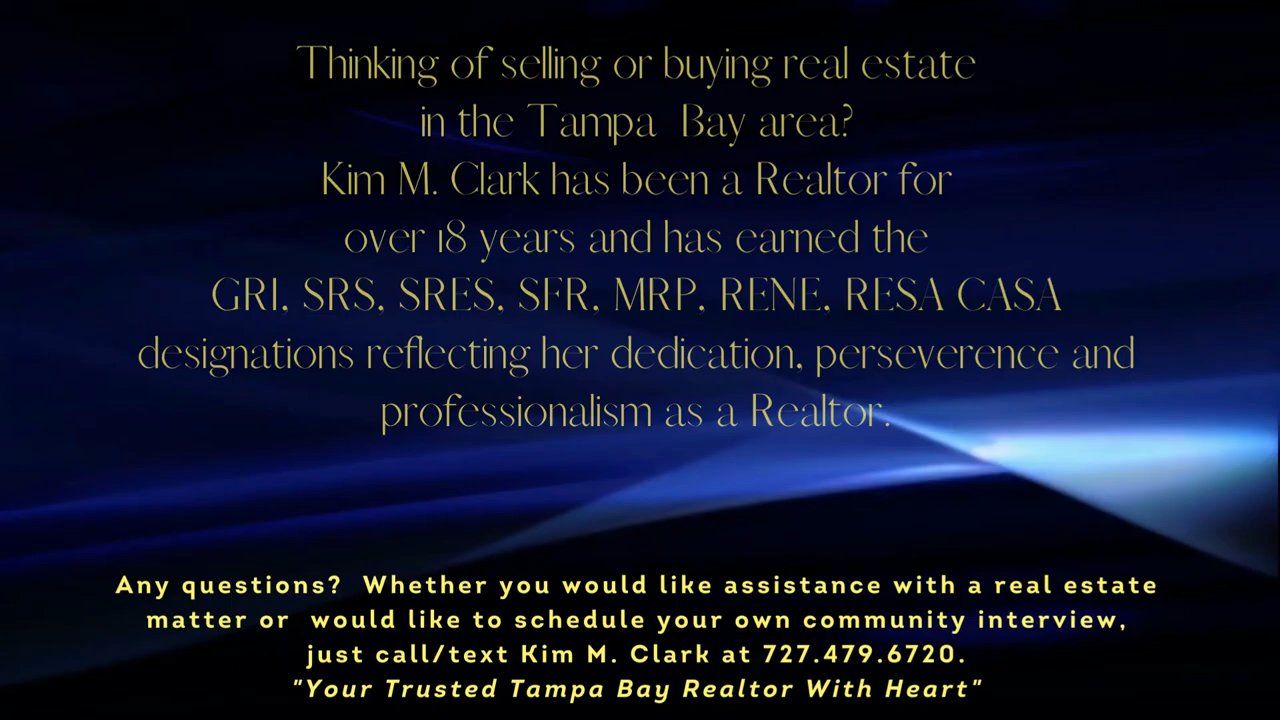 Thinking of selling or buying real estate
in the Tampa Bay area?
Kim M. Clark has been a Realtor for
over 18 years and has earned the
GRI, SRS, SRES, SFR, MRP, RENE, RESA CASA
designations reflecting her dedication, perseverence and
professionalism as a Realtor.
Any questions? Whether you would like assistance with a real estate
matter or would like to schedule your own community interview,
just call/text Kim M. Clark at 727.479.6720.
"Your Trusted Tampa Bay Realtor With Heart"